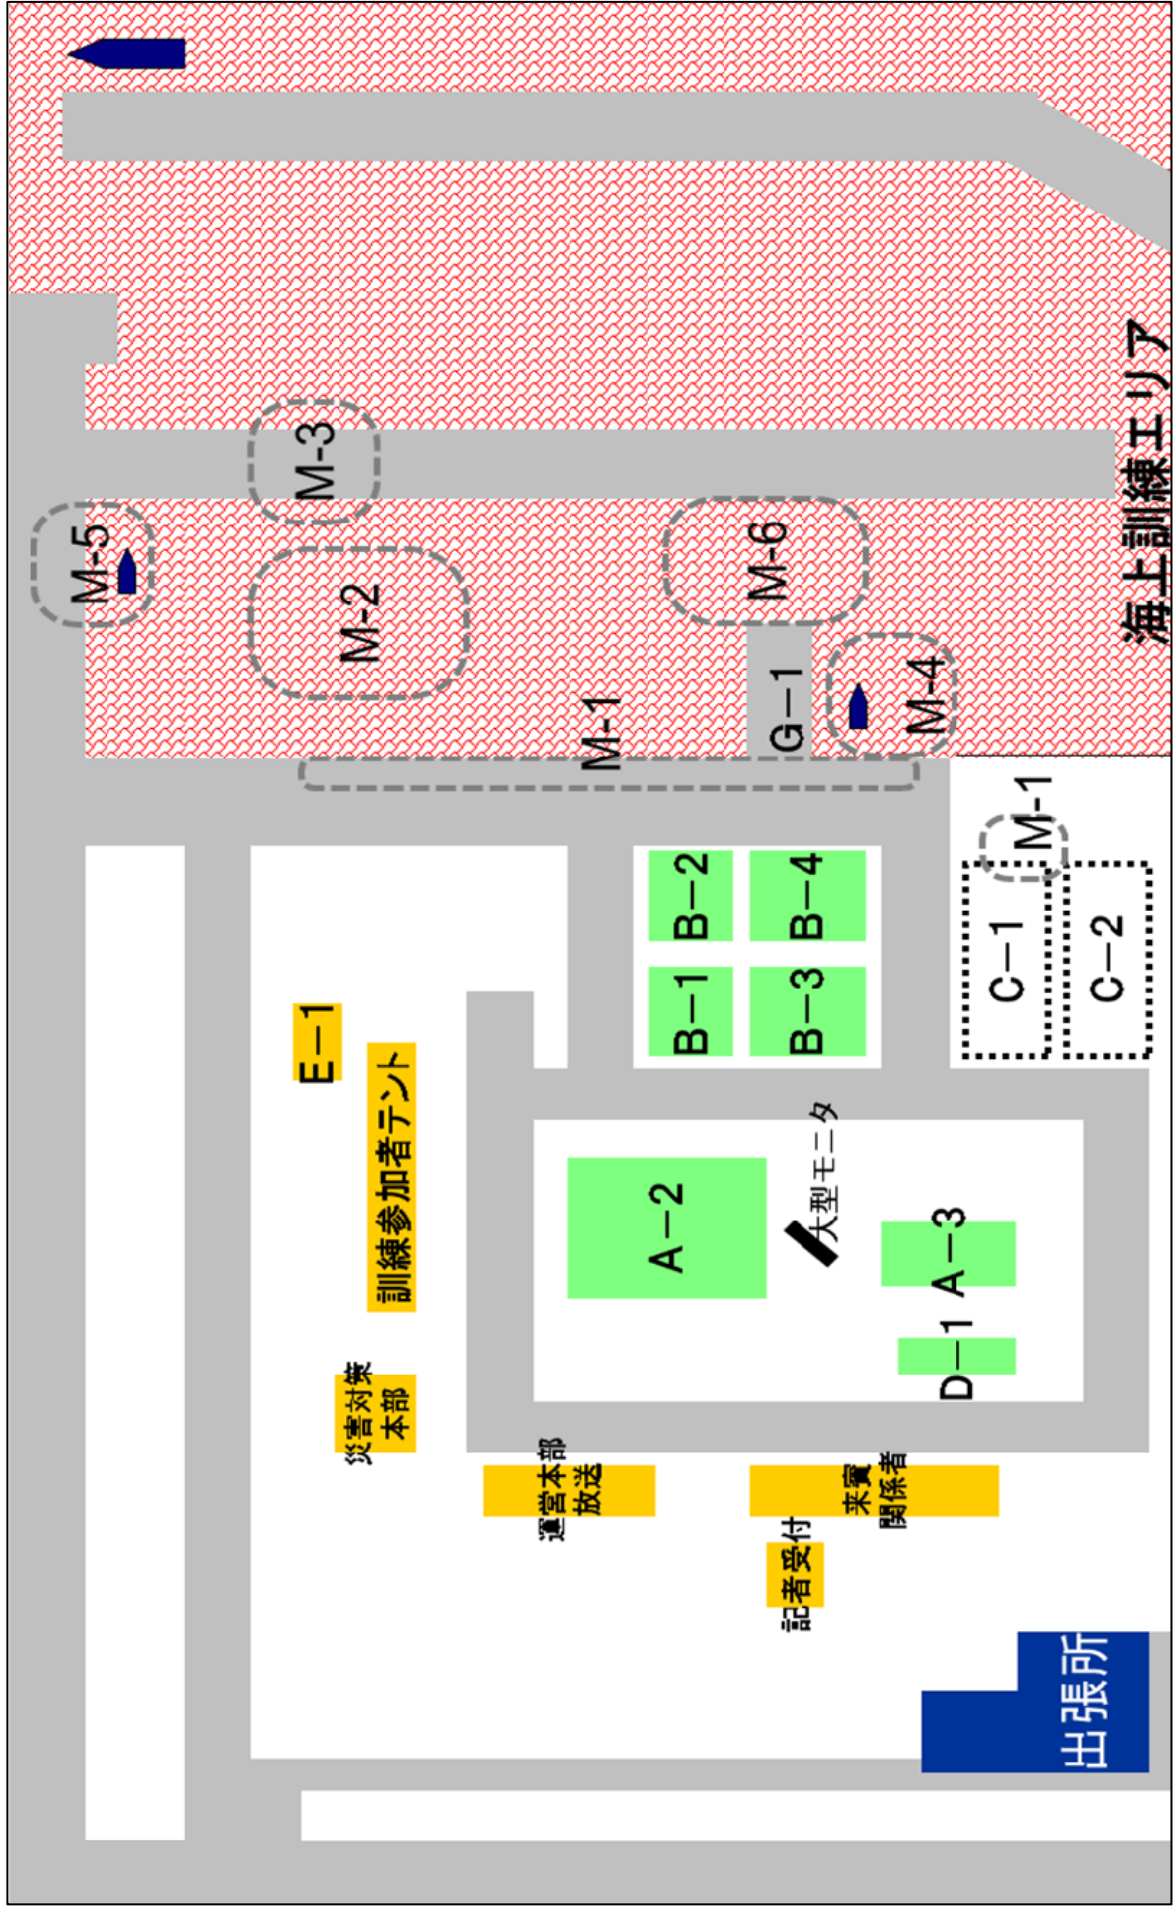 海上訓練エリア
M-3
M-5
M-6
M-2
M-4
G-1
M-1
M-1
B-2
B-4
C-1
C-2
B-1
B-3
E-1
訓練参加者テント
大型モニタ
A-2
A-3
D-1
災害対策
本部
運営本部
放送
来賓
関係者
記者受付
出張所